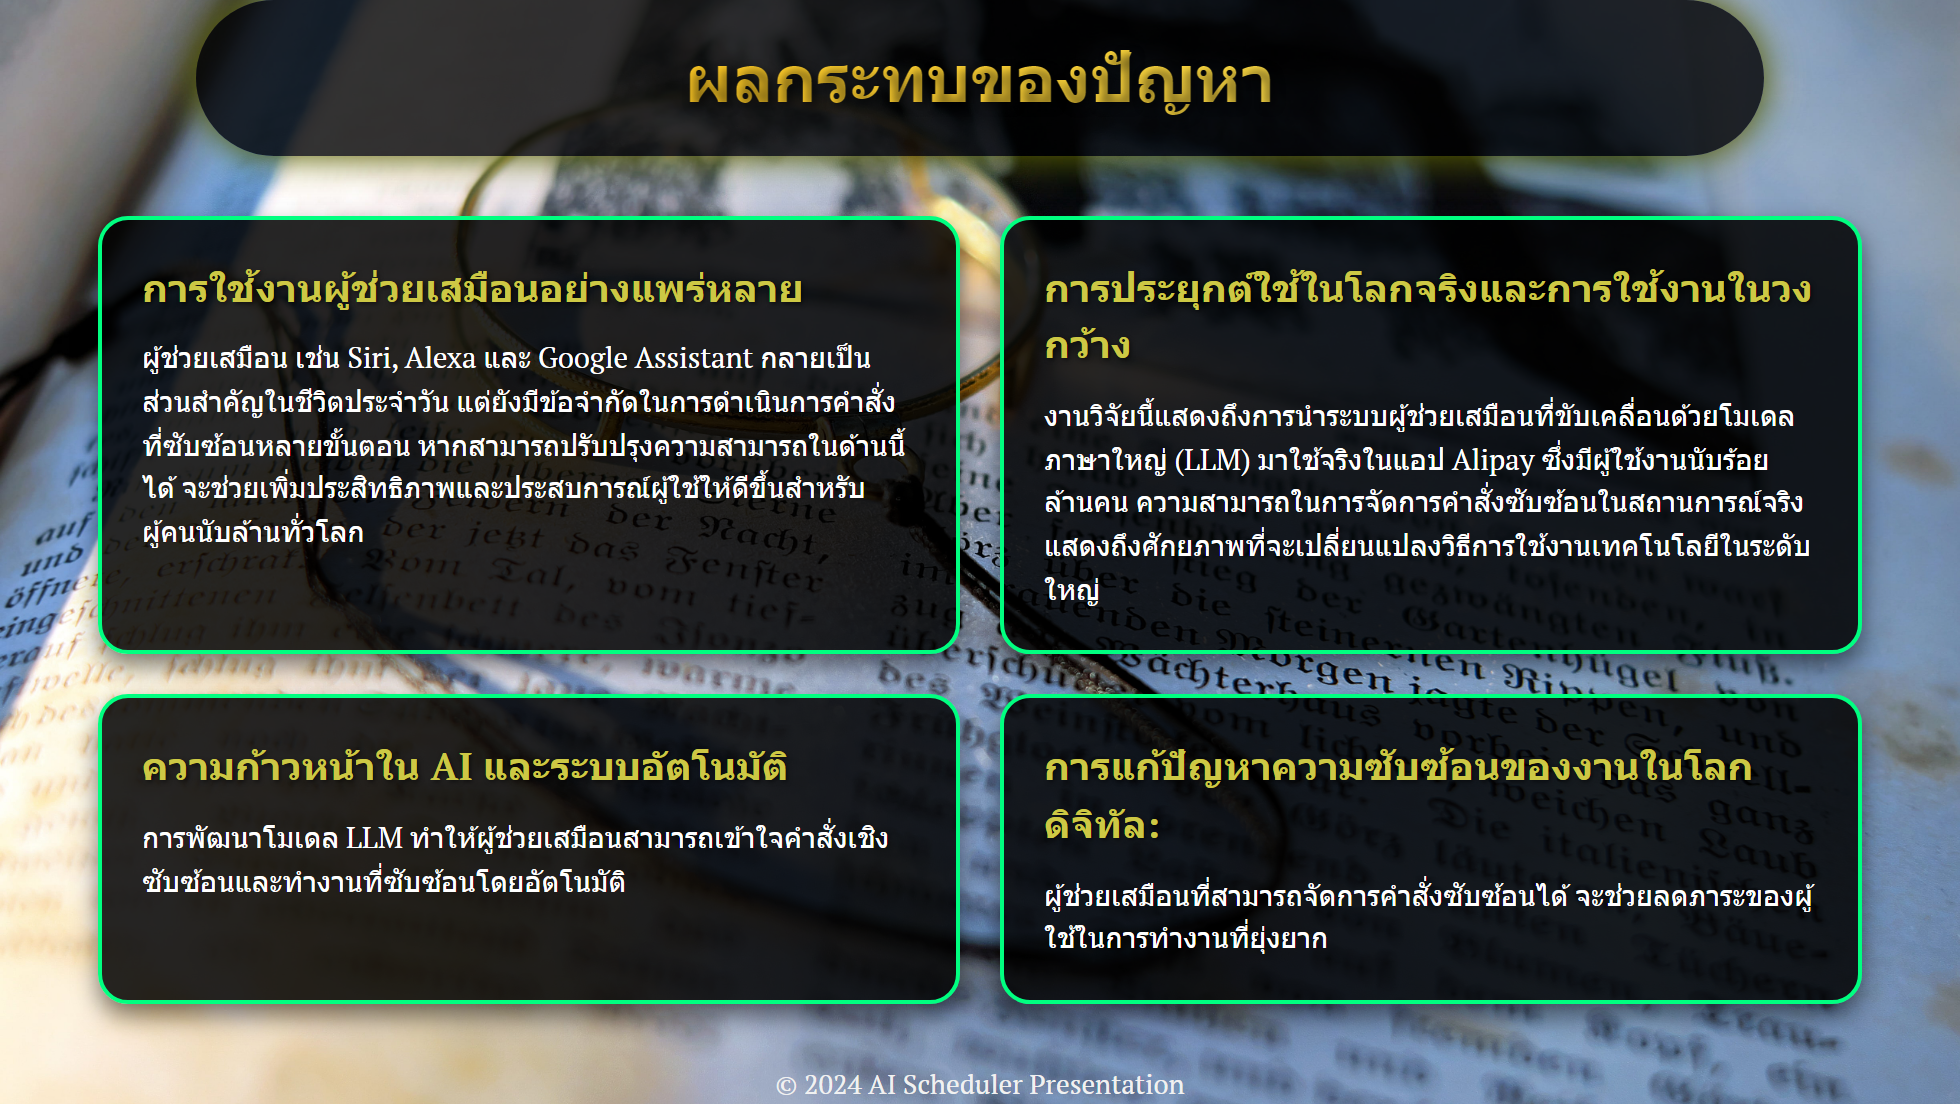 ผลกระทบของปัญหา
การใช้งานผู้ช่วยเสมือนอย่างแพร่หลาย
ผู้ช่วยเสมือน เช่น Siri, Alexa และ Google Assistant กลายเป็น
ส่วนสำคัญในชีวิตประจำวัน แต่ยังมีข้อจำกัดในการดำเนินการคำสั่ง
ที่ซับซ้อนหลายขั้นตอน หากสามารถปรับปรุงความสามารถในด้านนี้
ได้ จะช่วยเพิ่มประสิทธิภาพและประสบการณ์ผู้ใช้ให้ดีขึ้นสำหรับ
ผู้คนนับล้านทั่วโลก
การประยุกต์ใช้ในโลกจริงและการใช้งานในวง
กว้าง
งานวิจัยนี้แสดงถึงการนำระบบผู้ช่วยเสมือนที่ขับเคลื่อนด้วยโมเดล
ภาษาใหญ่ (LLM) มาใช้จริงในแอป Alipay ซึ่งมีผู้ใช้งานนับร้อย
ล้านคน ความสามารถในการจัดการคำสั่งซับซ้อนในสถานการณ์จริง
แสดงถึงศักยภาพที่จะเปลี่ยนแปลงวิธีการใช้งานเทคโนโลยีในระดับ
ใหญ่
ความก้าวหน้าใน AI และระบบอัตโนมัติ
การพัฒนาโมเดล LLM ทำให้ผู้ช่วยเสมือนสามารถเข้าใจคำสั่งเชิง
ซับซ้อนและทำงานที่ซับซ้อนโดยอัตโนมัติ
การแก้ปัญหาความซับซ้อนของงานในโลก
ดิจิทัล:
ผู้ช่วยเสมือนที่สามารถจัดการคำสั่งซับซ้อนได้ จะช่วยลดภาระของผู้
ใช้ในการทำงานที่ยุ่งยาก
© 2024 AI Scheduler Presentation